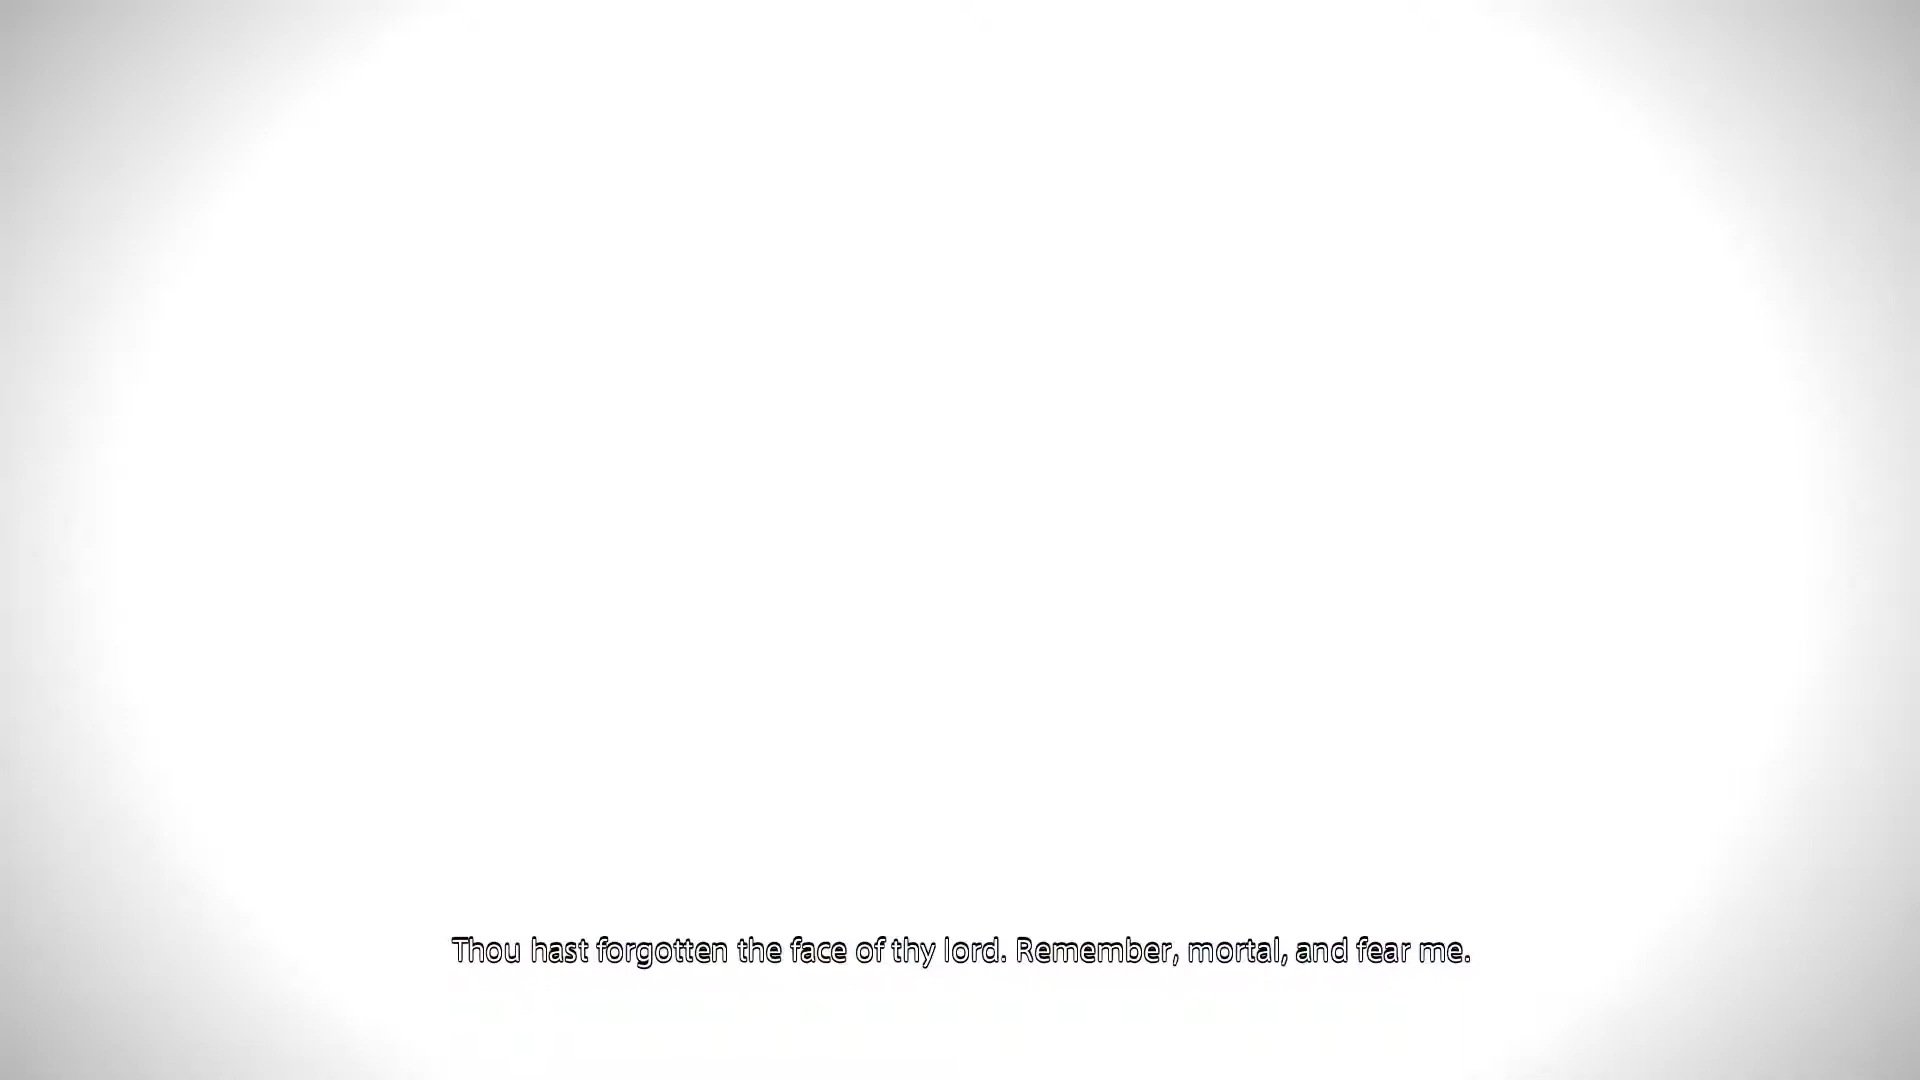 Thou hast forgotten the face of thy lord. Remember, mortal, and fear me.